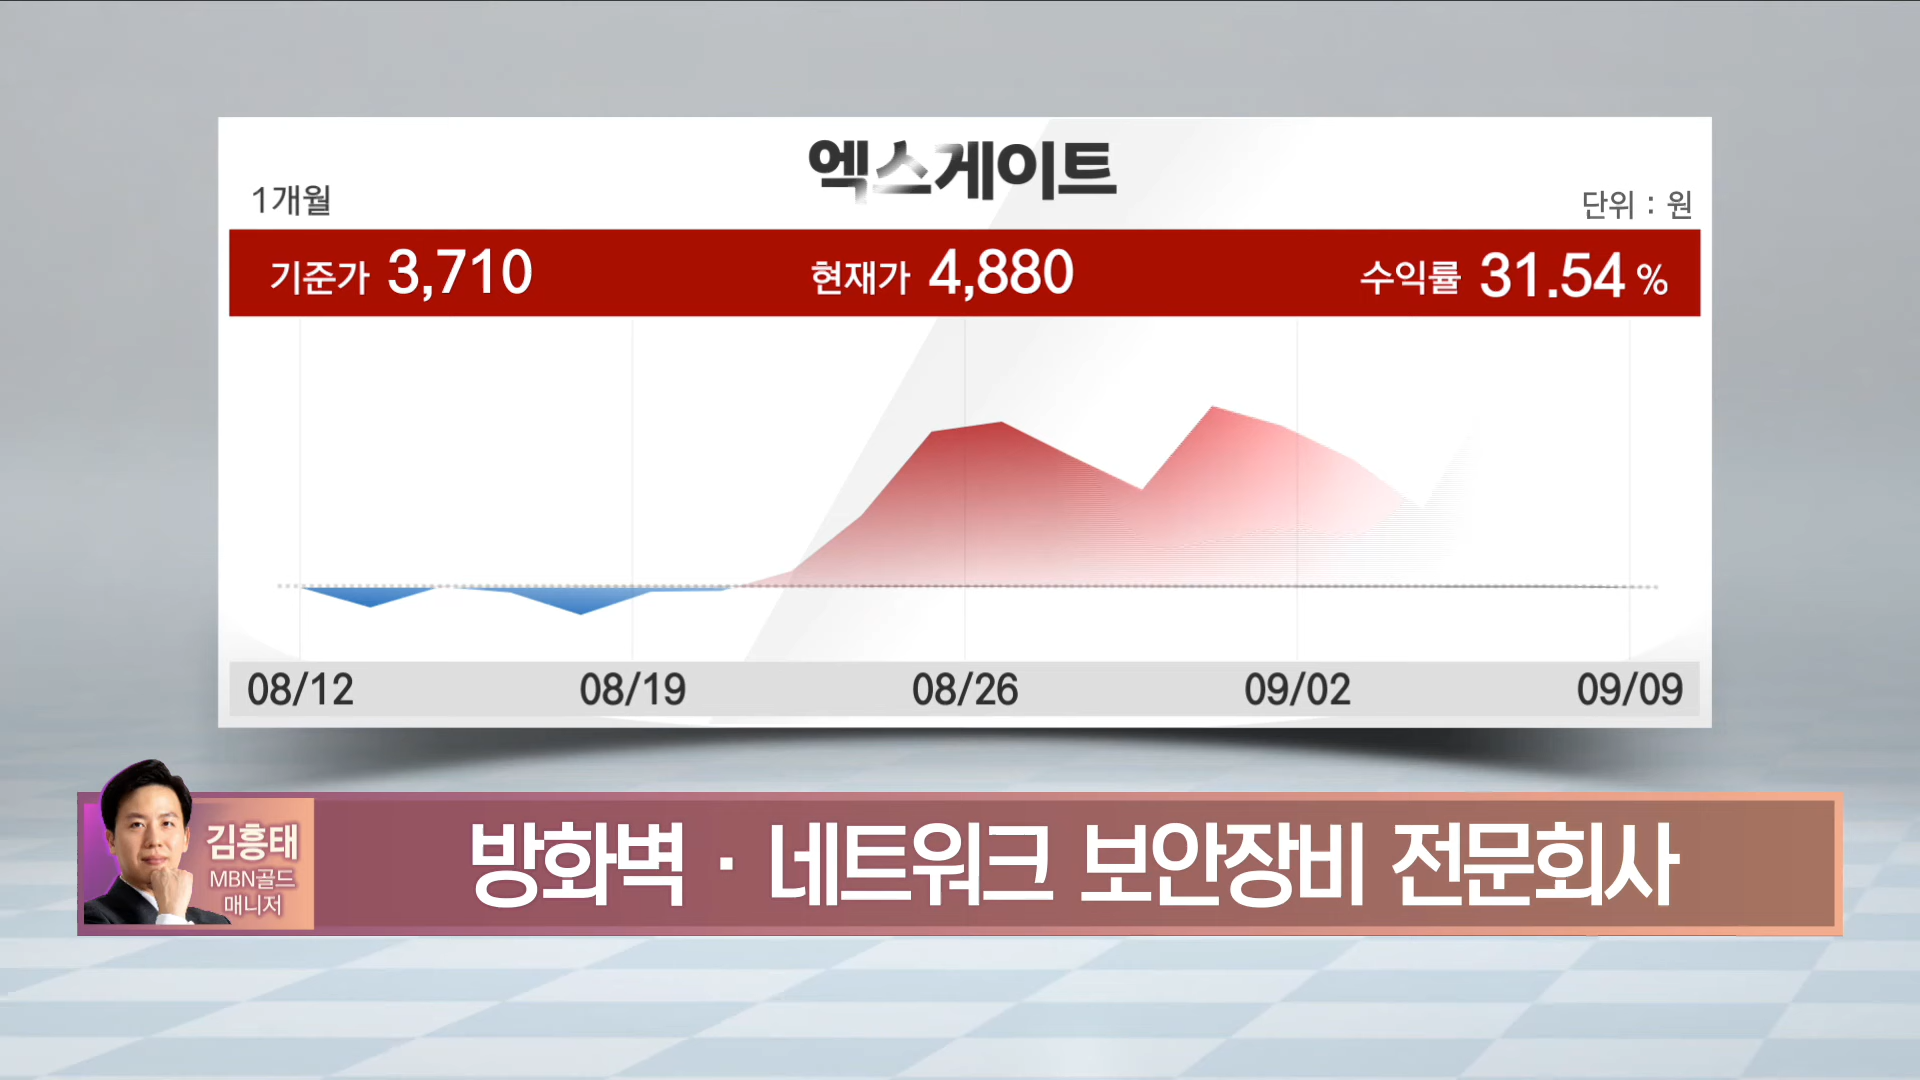 엑스게이트
1개월
단위 : 원
기준가 3,710 현재가 4,880 수익률 31.54 %
08/12 08/19 08/26 09/02 09/09
김흥태
MBN골드
매니저
방화벽 · 네트워크 보안장비 전문회사